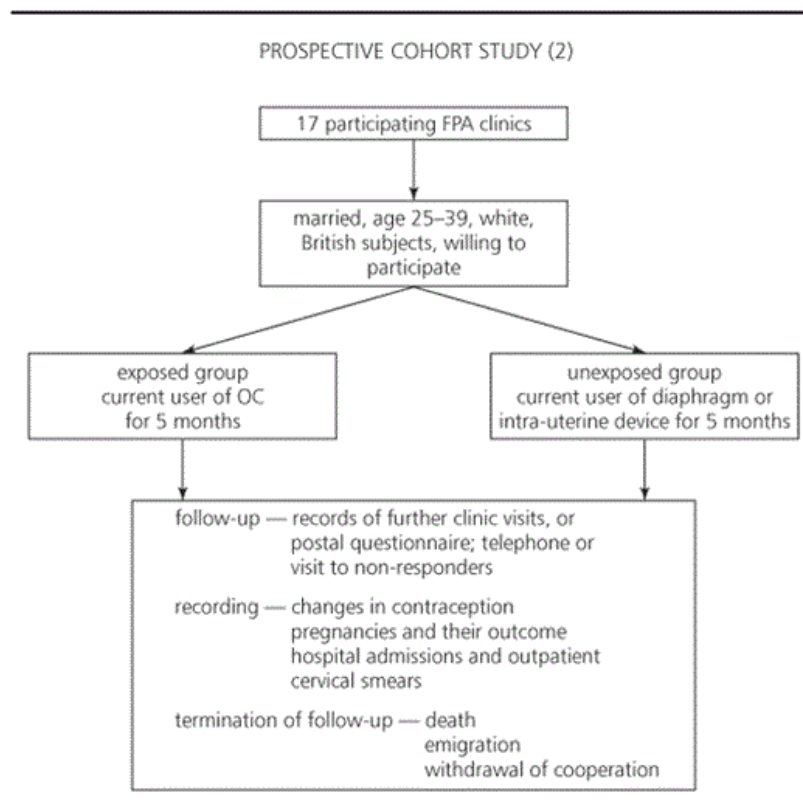 PROSPECTIVE COHORT STUDY (2)
17 participating FPA clinics
married, age 25–39, white,
British subjects, willing to
participate
exposed group
current user of OC
for 5 months
unexposed group
current user of diaphragm or
intra-uterine device for 5 months
follow-up — records of further clinic visits, or
postal questionnaire; telephone or
visit to non-responders
recording — changes in contraception
pregnancies and their outcome
hospital admissions and outpatient
cervical smears
termination of follow-up — death
emigration
withdrawal of cooperation